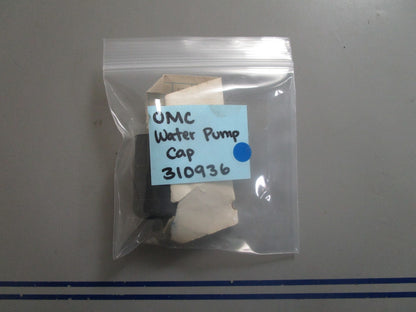 OMC
Water Pump
Cap
310936